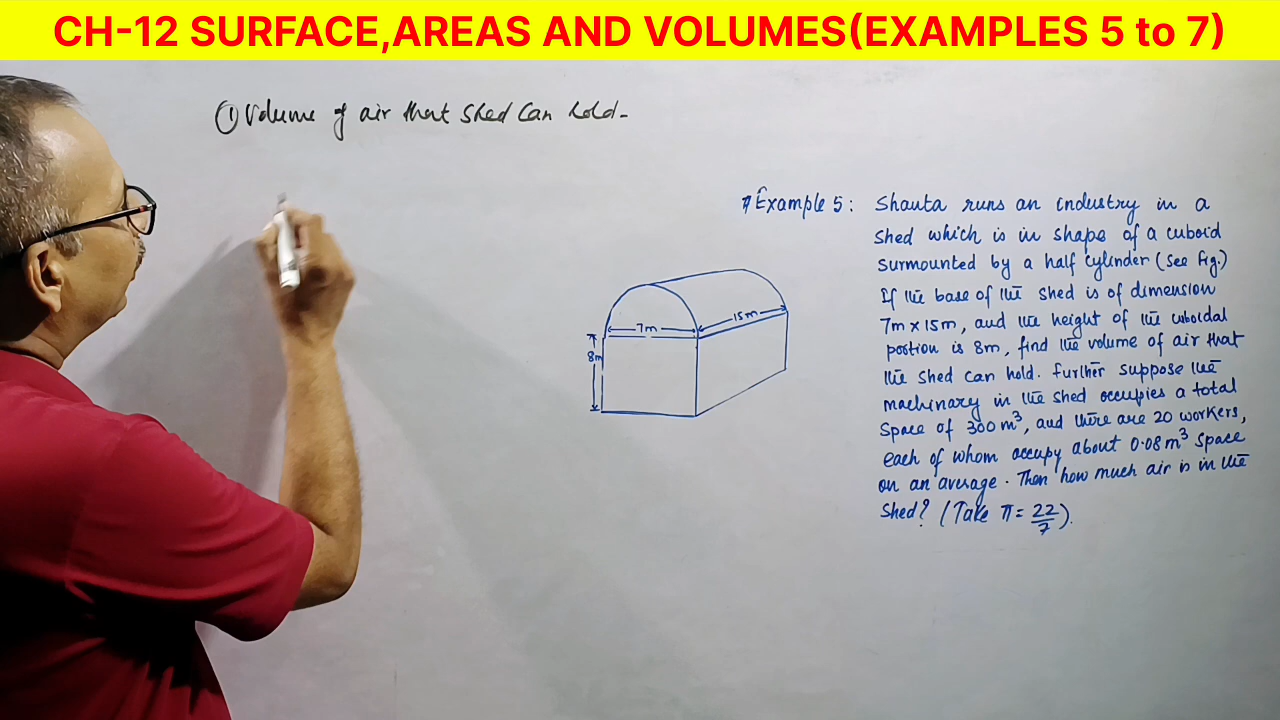 CH-12 SURFACE,AREAS AND VOLUMES(EXAMPLES 5 to 7)
① Volume of air that shed Can hold-
Example 5: Shauta runs an industry in a
shed which is in shape of a cuboid
surmounted by a half cylinder (see fig.)
If the base of the shed is of dimension
7m x 15m, and the height of the cuboidal
portion is 8m, find the volume of air that
the shed can hold. further suppose the
machinary in the shed occupies a total
space of 300 m³, and there are 20 workers,
each of whom occupy about 0.08 m³ space
on an average. Then how much air is in the
shed? (Take π = 22/7).
7m
15m
8m